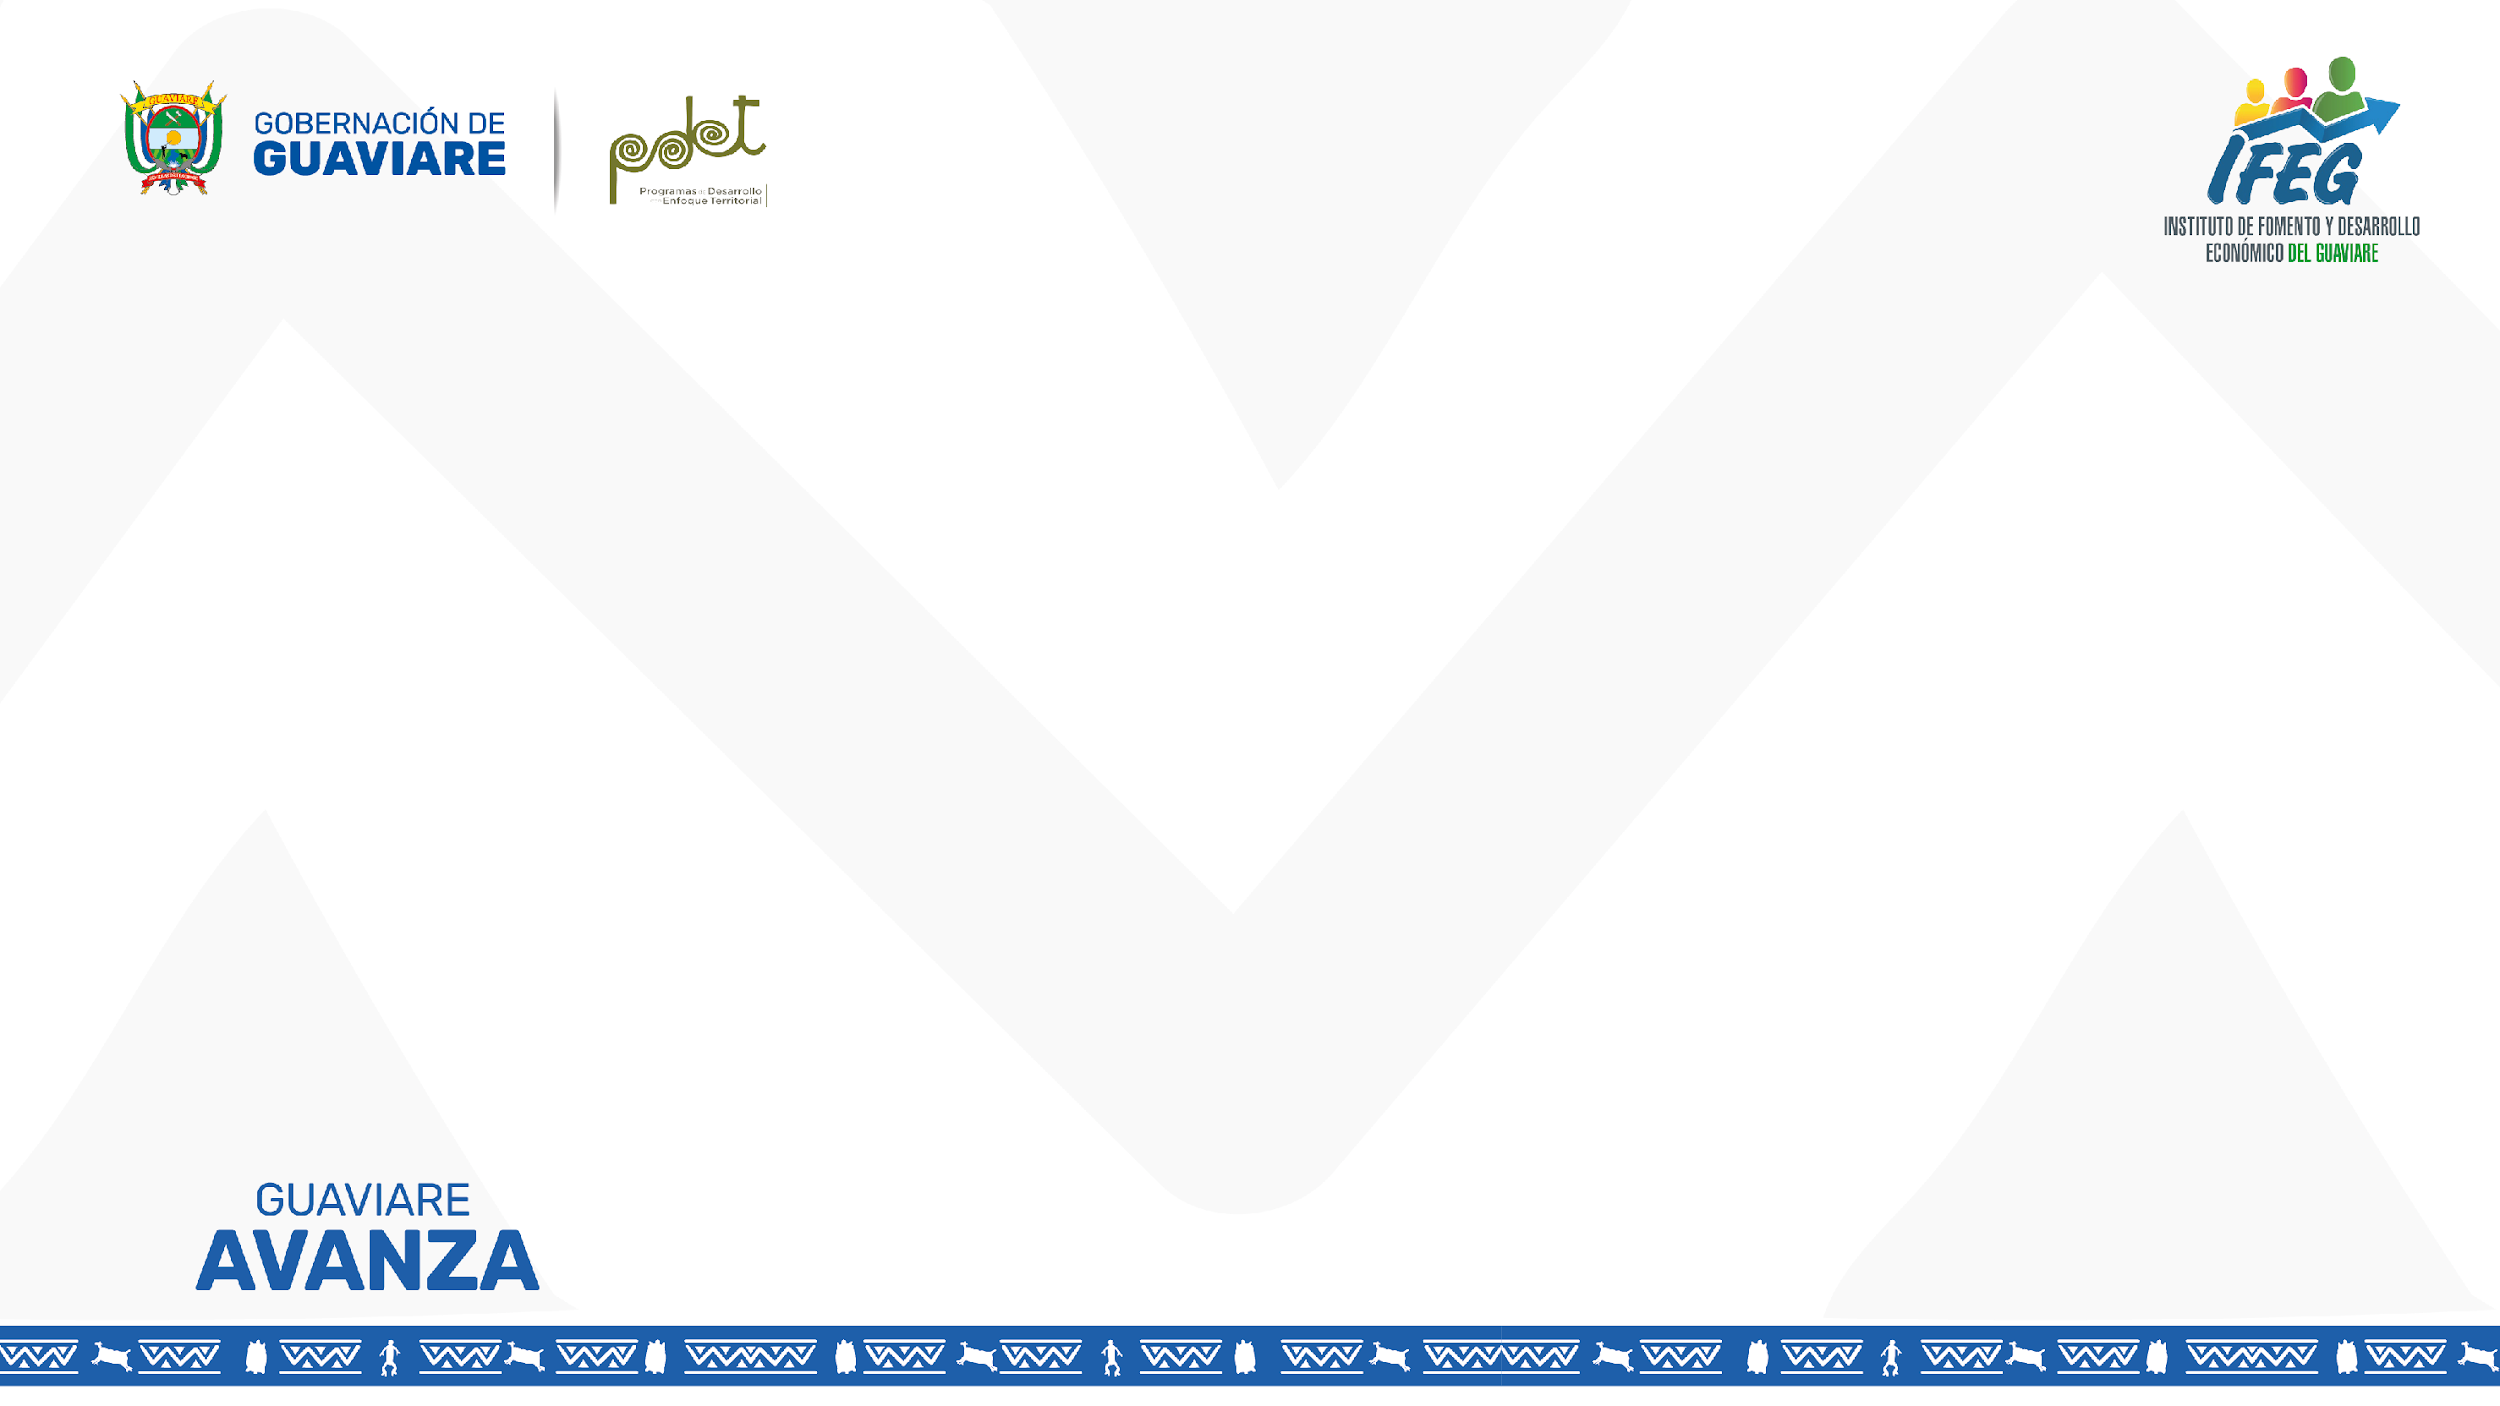 GOBERNACIÓN DE
GUAVIARE
pdet
Programas de Desarrollo
Enfoque Territorial
IFEG
INSTITUTO DE FOMENTO Y DESARROLLO
ECONÓMICO DEL GUAVIARE
GUAVIARE
AVANZA